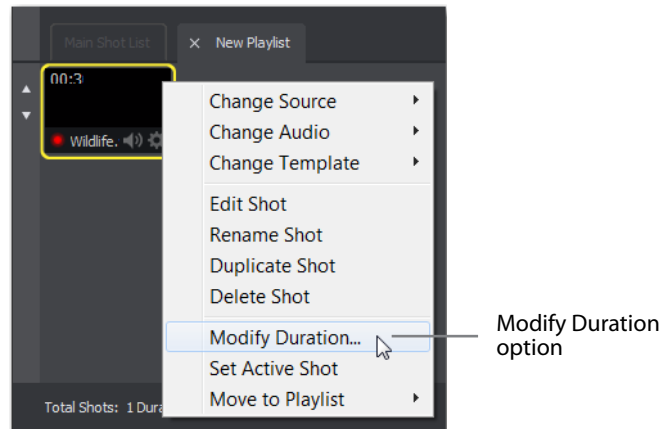 Main Shot List
× New Playlist
00:3
Wildlife.
Change Source
Change Audio
Change Template
Edit Shot
Rename Shot
Duplicate Shot
Delete Shot
Modify Duration...
Set Active Shot
Move to Playlist
Modify Duration
option
Total Shots: 1 Dura